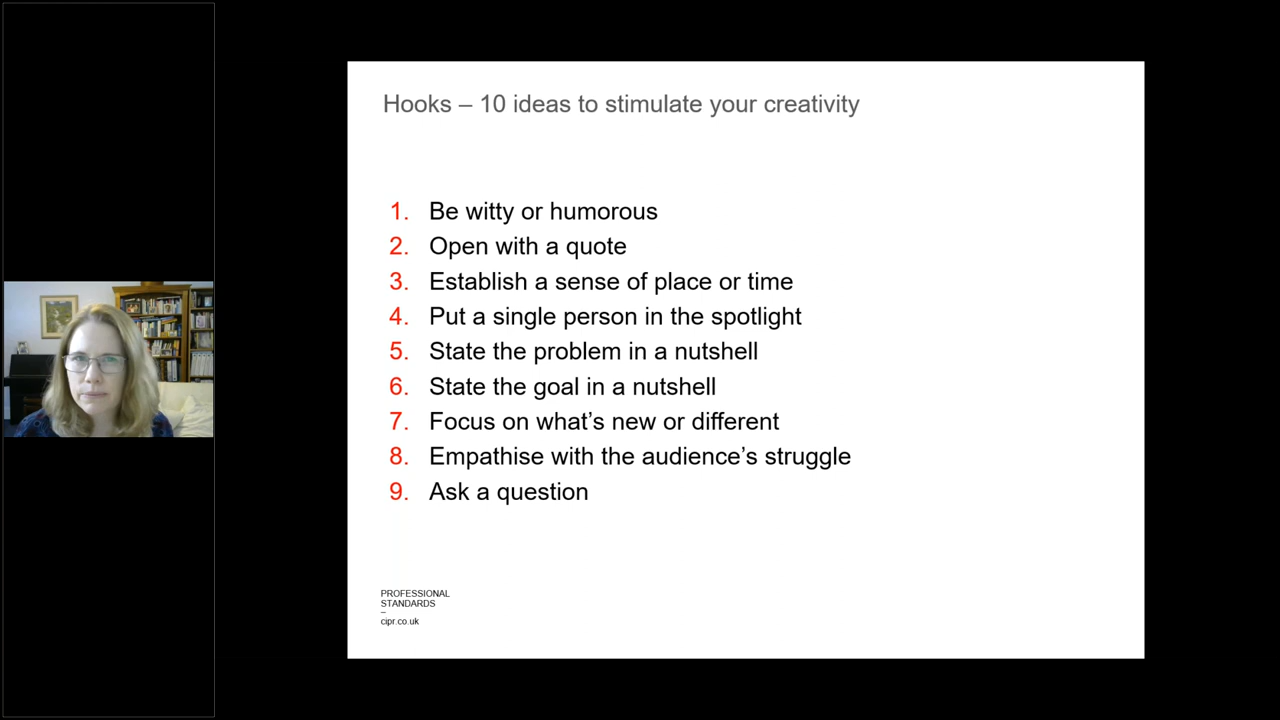 Hooks – 10 ideas to stimulate your creativity
1. Be witty or humorous
2. Open with a quote
3. Establish a sense of place or time
4. Put a single person in the spotlight
5. State the problem in a nutshell
6. State the goal in a nutshell
7. Focus on what’s new or different
8. Empathise with the audience’s struggle
9. Ask a question
PROFESSIONAL
STANDARDS
–
cipr.co.uk